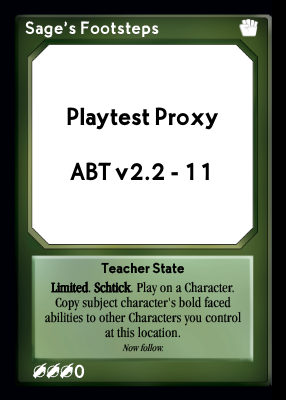 Sage's Footsteps
Playtest Proxy
ABT v2.2 - 11
Teacher State
Limited. Schtick. Play on a Character.
Copy subject character's bold faced
abilities to other Characters you control
at this location.
Now follow.
0